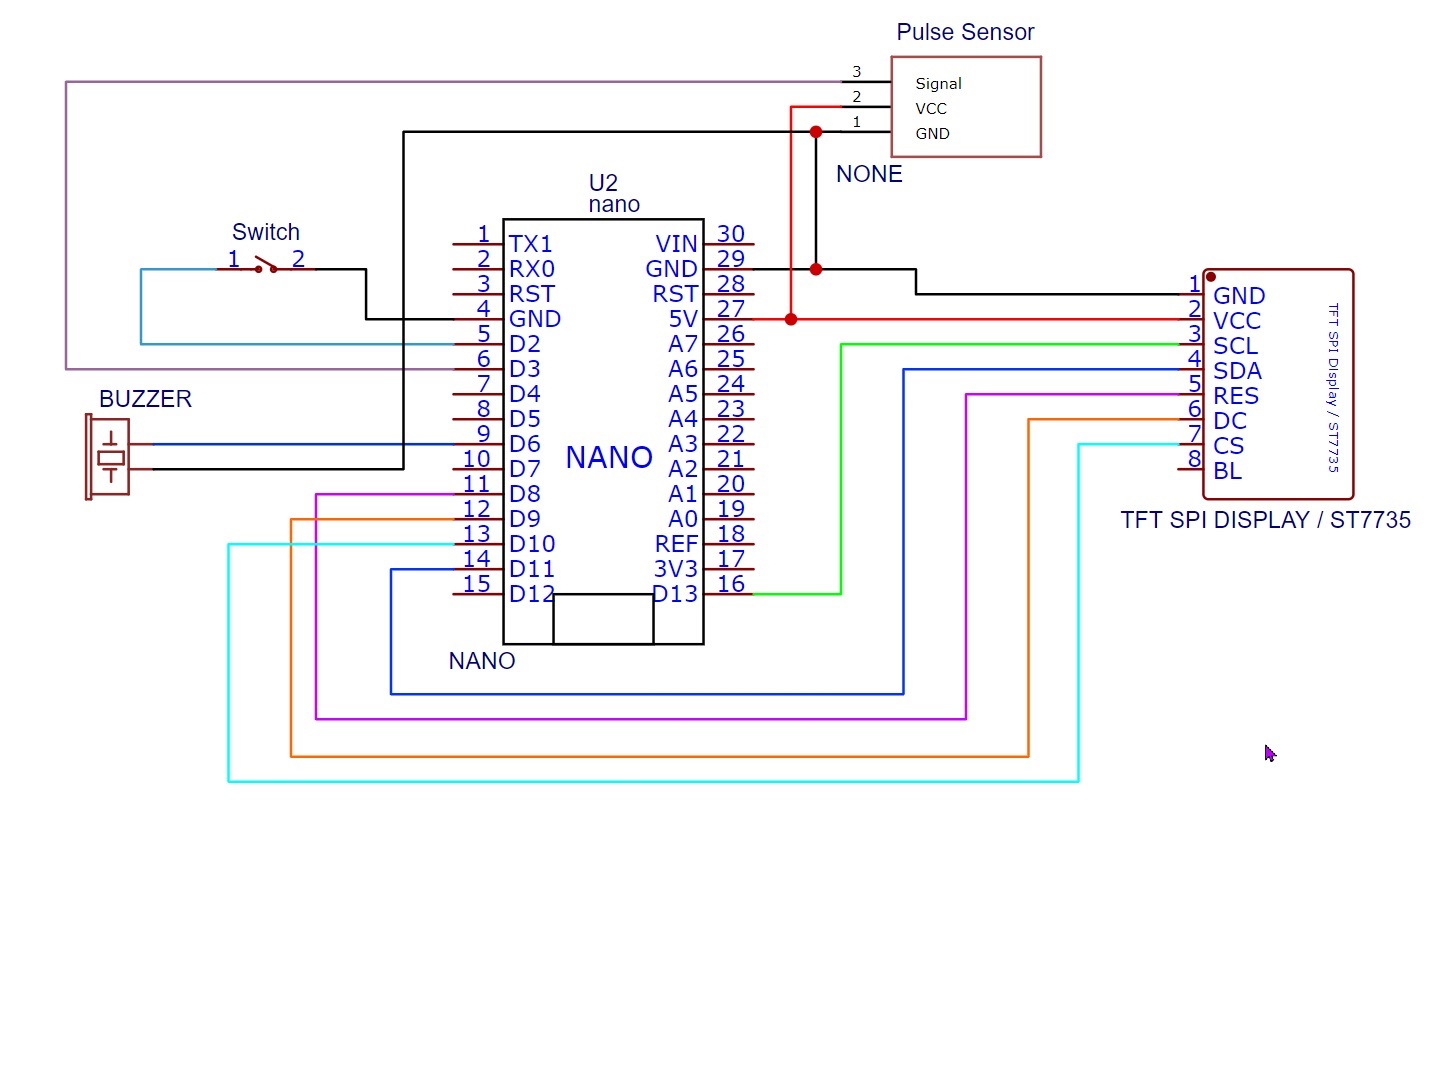 Pulse Sensor
3 Signal
2 VCC
1 GND
NONE
U2
nano
Switch
1 2
BUZZER
1 TX1 VIN 30
2 RX0 GND 29
3 RST RST 28
4 GND 5V 27
5 D2 A7 26
6 D3 A6 25
7 D4 A5 24
8 D5 A4 23
9 D6 A3 22
10 D7 A2 21
11 D8 A1 20
12 D9 A0 19
13 D10 REF 18
14 D11 3V3 17
15 D12 D13 16
NANO
NANO
1 GND
2 VCC
3 SCL
4 SDA
5 RES
6 DC
7 CS
8 BL
TFT SPI Display / ST7735
TFT SPI DISPLAY / ST7735